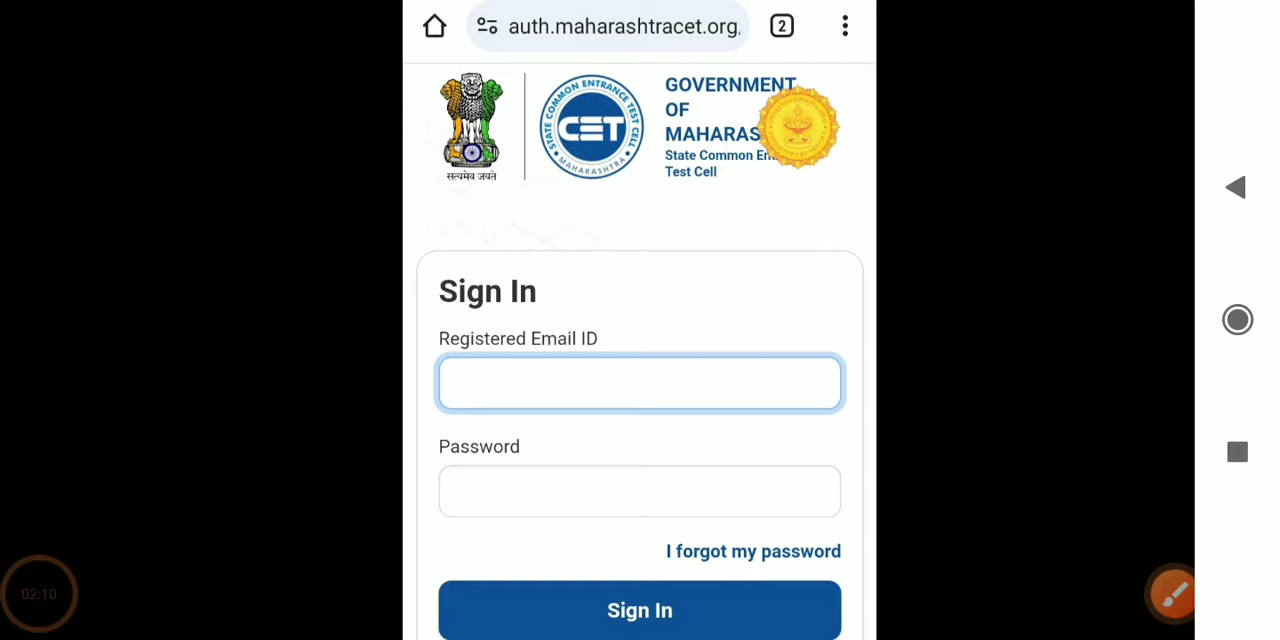 auth.maharashtracet.org
2
STATE COMMON ENTRANCE TEST CELL
CET
MAHARASHTRA
सत्यमेव जयते
GOVERNMENT
OF
MAHARAS
State Common En
Test Cell
Sign In
Registered Email ID
Password
I forgot my password
Sign In
02:10